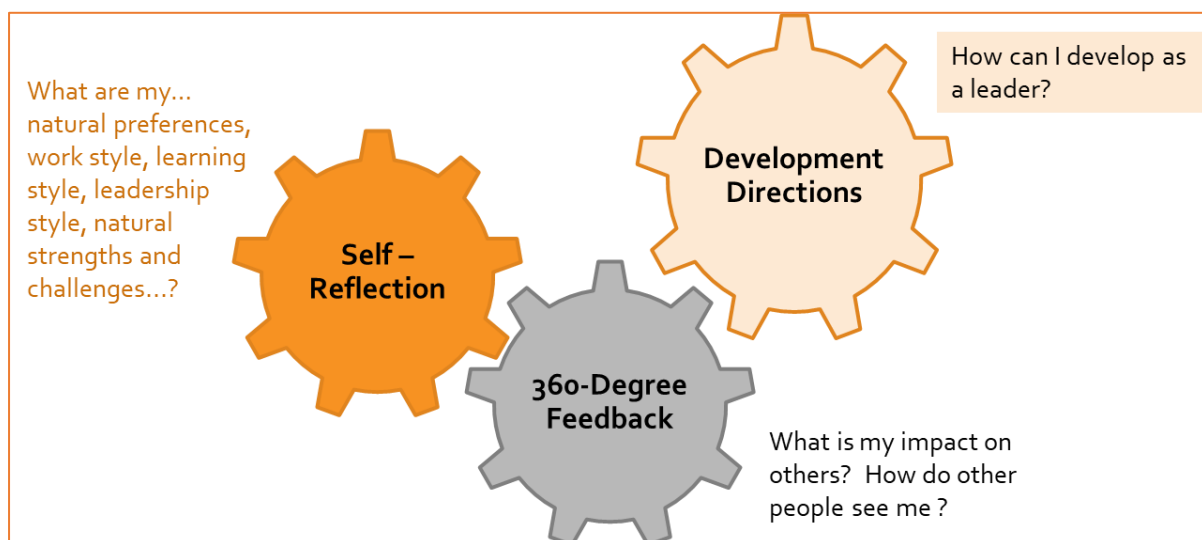 What are my...
natural preferences,
work style, learning
style, leadership
style, natural
strengths and
challenges...?
Self –
Reflection
360-Degree
Feedback
What is my impact on
others?  How do other
people see me ?
Development
Directions
How can I develop as
a leader?